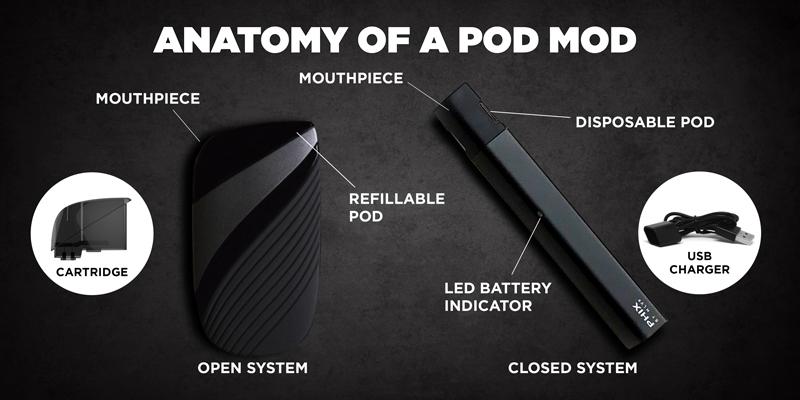 ANATOMY OF A POD MOD
MOUTHPIECE
MOUTHPIECE
DISPOSABLE POD
REFILLABLE
POD
CARTRIDGE
USB
CHARGER
LED BATTERY
INDICATOR
PHIX
OPEN SYSTEM
CLOSED SYSTEM